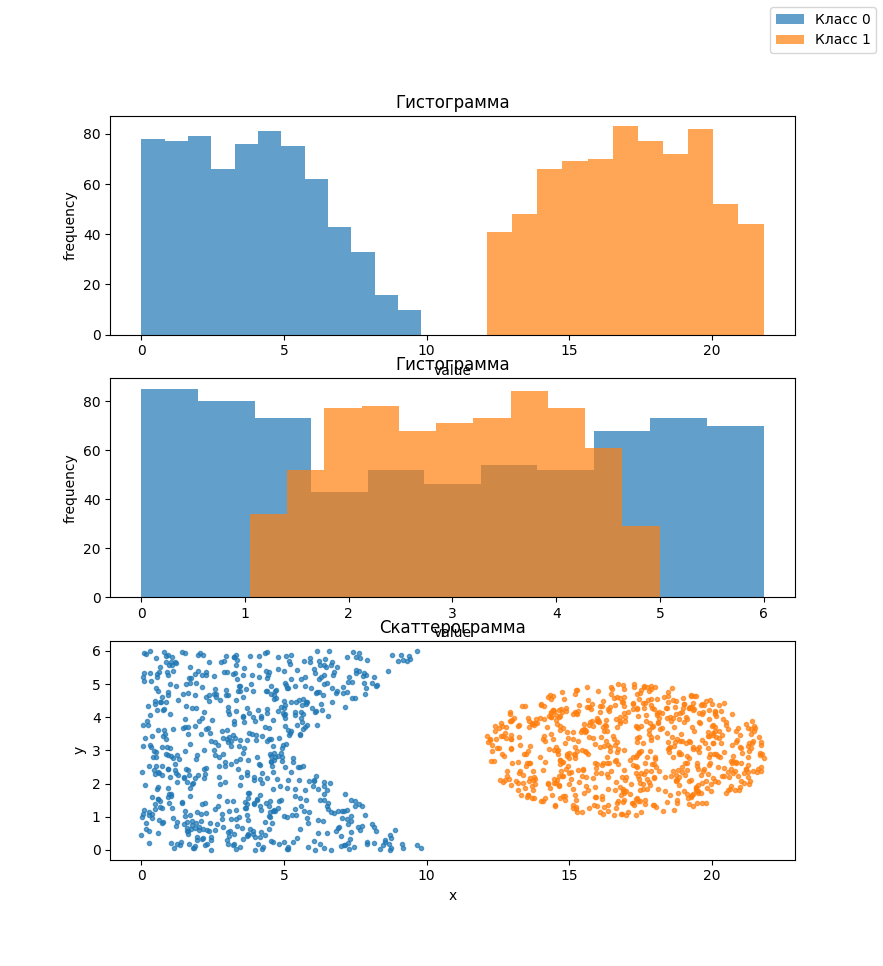 Класс 0
Класс 1
Гистограмма
80
60
40
20
0
frequency
0 5 10 15 20
value
Гистограмма
80
60
40
20
0
frequency
0 1 2 3 4 5 6
value
Скаттерограмма
6
5
4
3
2
1
0
y
0 5 10 15 20
x